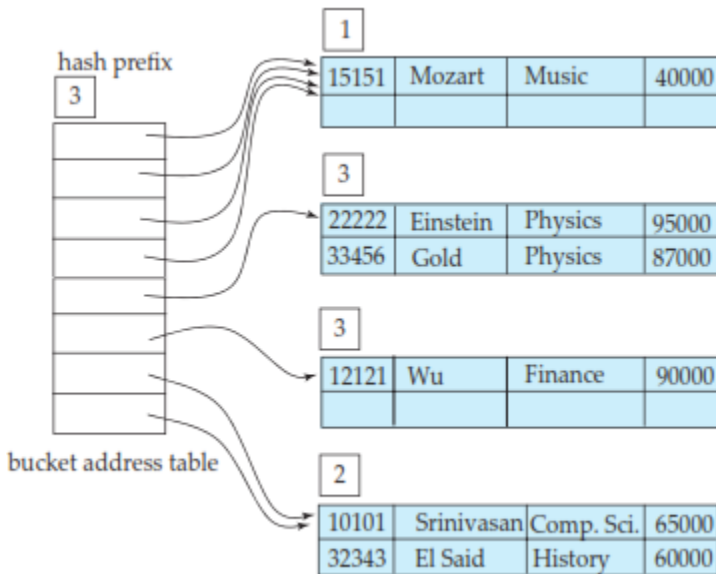 hash prefix
3
bucket address table
1
15151 Mozart Music 40000
3
22222 Einstein Physics 95000
33456 Gold Physics 87000
3
12121 Wu Finance 90000
2
10101 Srinivasan Comp. Sci. 65000
32343 El Said History 60000